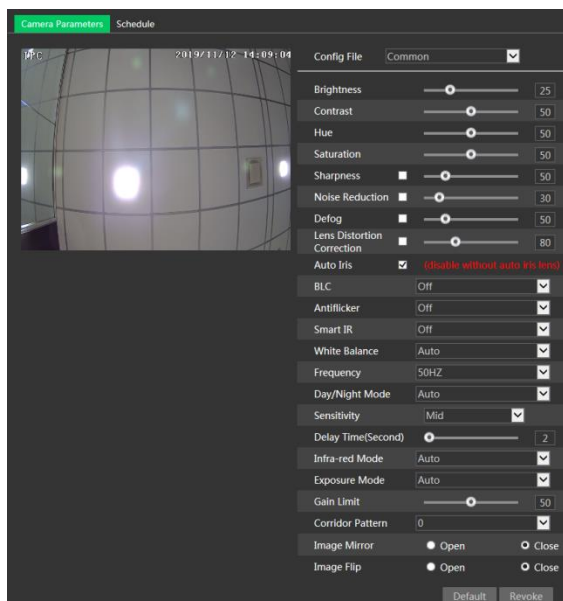 Camera Parameters Schedule
IPC 2019/11/12 14:09:04
Config File Common
Brightness 25
Contrast 50
Hue 50
Saturation 50
Sharpness 50
Noise Reduction 30
Defog 50
Lens Distortion
Correction 80
Auto Iris (disable without auto iris lens)
BLC Off
Antiflicker Off
Smart IR Off
White Balance Auto
Frequency 50HZ
Day/Night Mode Auto
Sensitivity Mid
Delay Time(Second) 2
Infra-red Mode Auto
Exposure Mode Auto
Gain Limit 50
Corridor Pattern 0
Image Mirror Open Close
Image Flip Open Close
Default Revoke